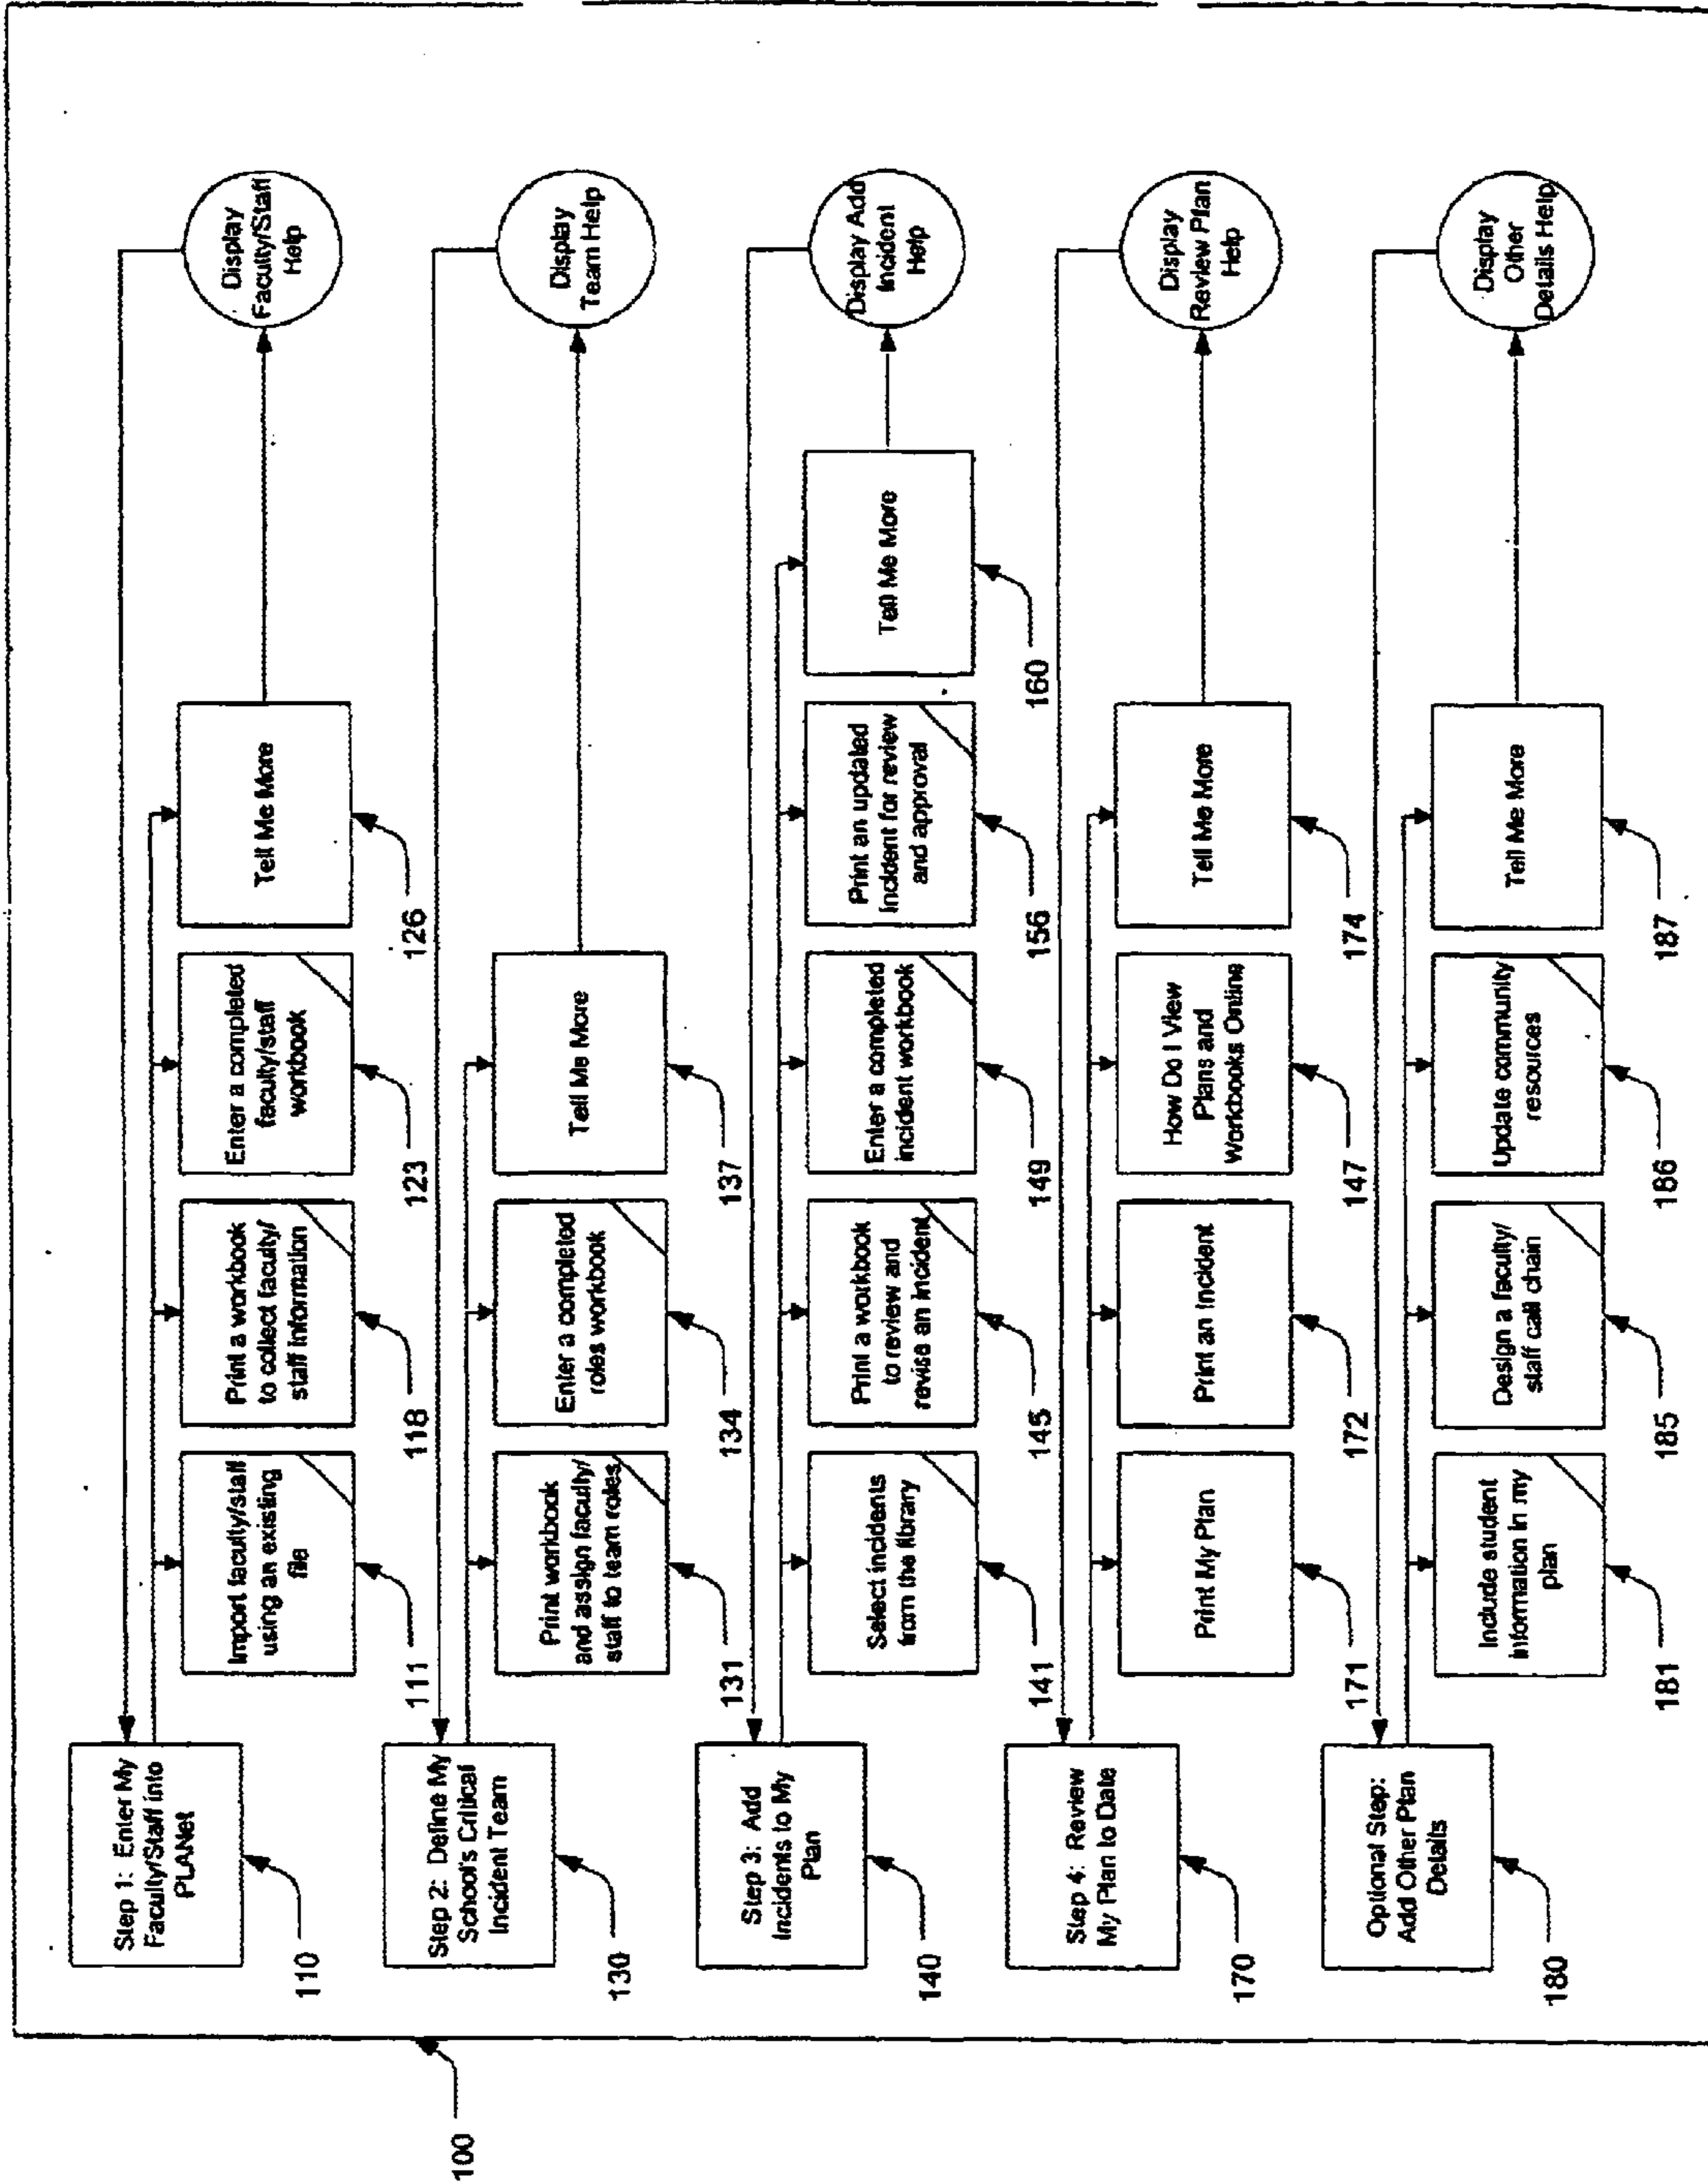 100
Step 1: Enter My
Faculty/Staff into
PLANet
110
Import faculty/staff
using an existing
file
111
Print a workbook
to collect faculty/
staff information
118
Enter a completed
faculty/staff
workbook
123
Tell Me More
126
Display
Faculty/Staff
Help
Step 2: Define My
School's Critical
Incident Team
130
Print workbook
and assign faculty/
staff to team roles
131
Enter a completed
roles workbook
134
Tell Me More
137
Display
Team Help
Step 3: Add
Incidents to My
Plan
140
Select incidents
from the library
141
Print a workbook
to review and
revise an incident
145
Enter a completed
incident workbook
149
Print an updated
incident for review
and approval
156
Tell Me More
160
Display Add
Incident
Help
Step 4: Review
My Plan to Date
170
Print My Plan
171
Print an Incident
172
How Do I View
Plans and
Workbooks Online
147
Tell Me More
174
Display
Review Plan
Help
Optional Step:
Add Other Plan
Details
180
Include student
information in my
plan
181
Design a faculty/
staff call chain
185
Update community
resources
186
Tell Me More
187
Display
Other
Details Help